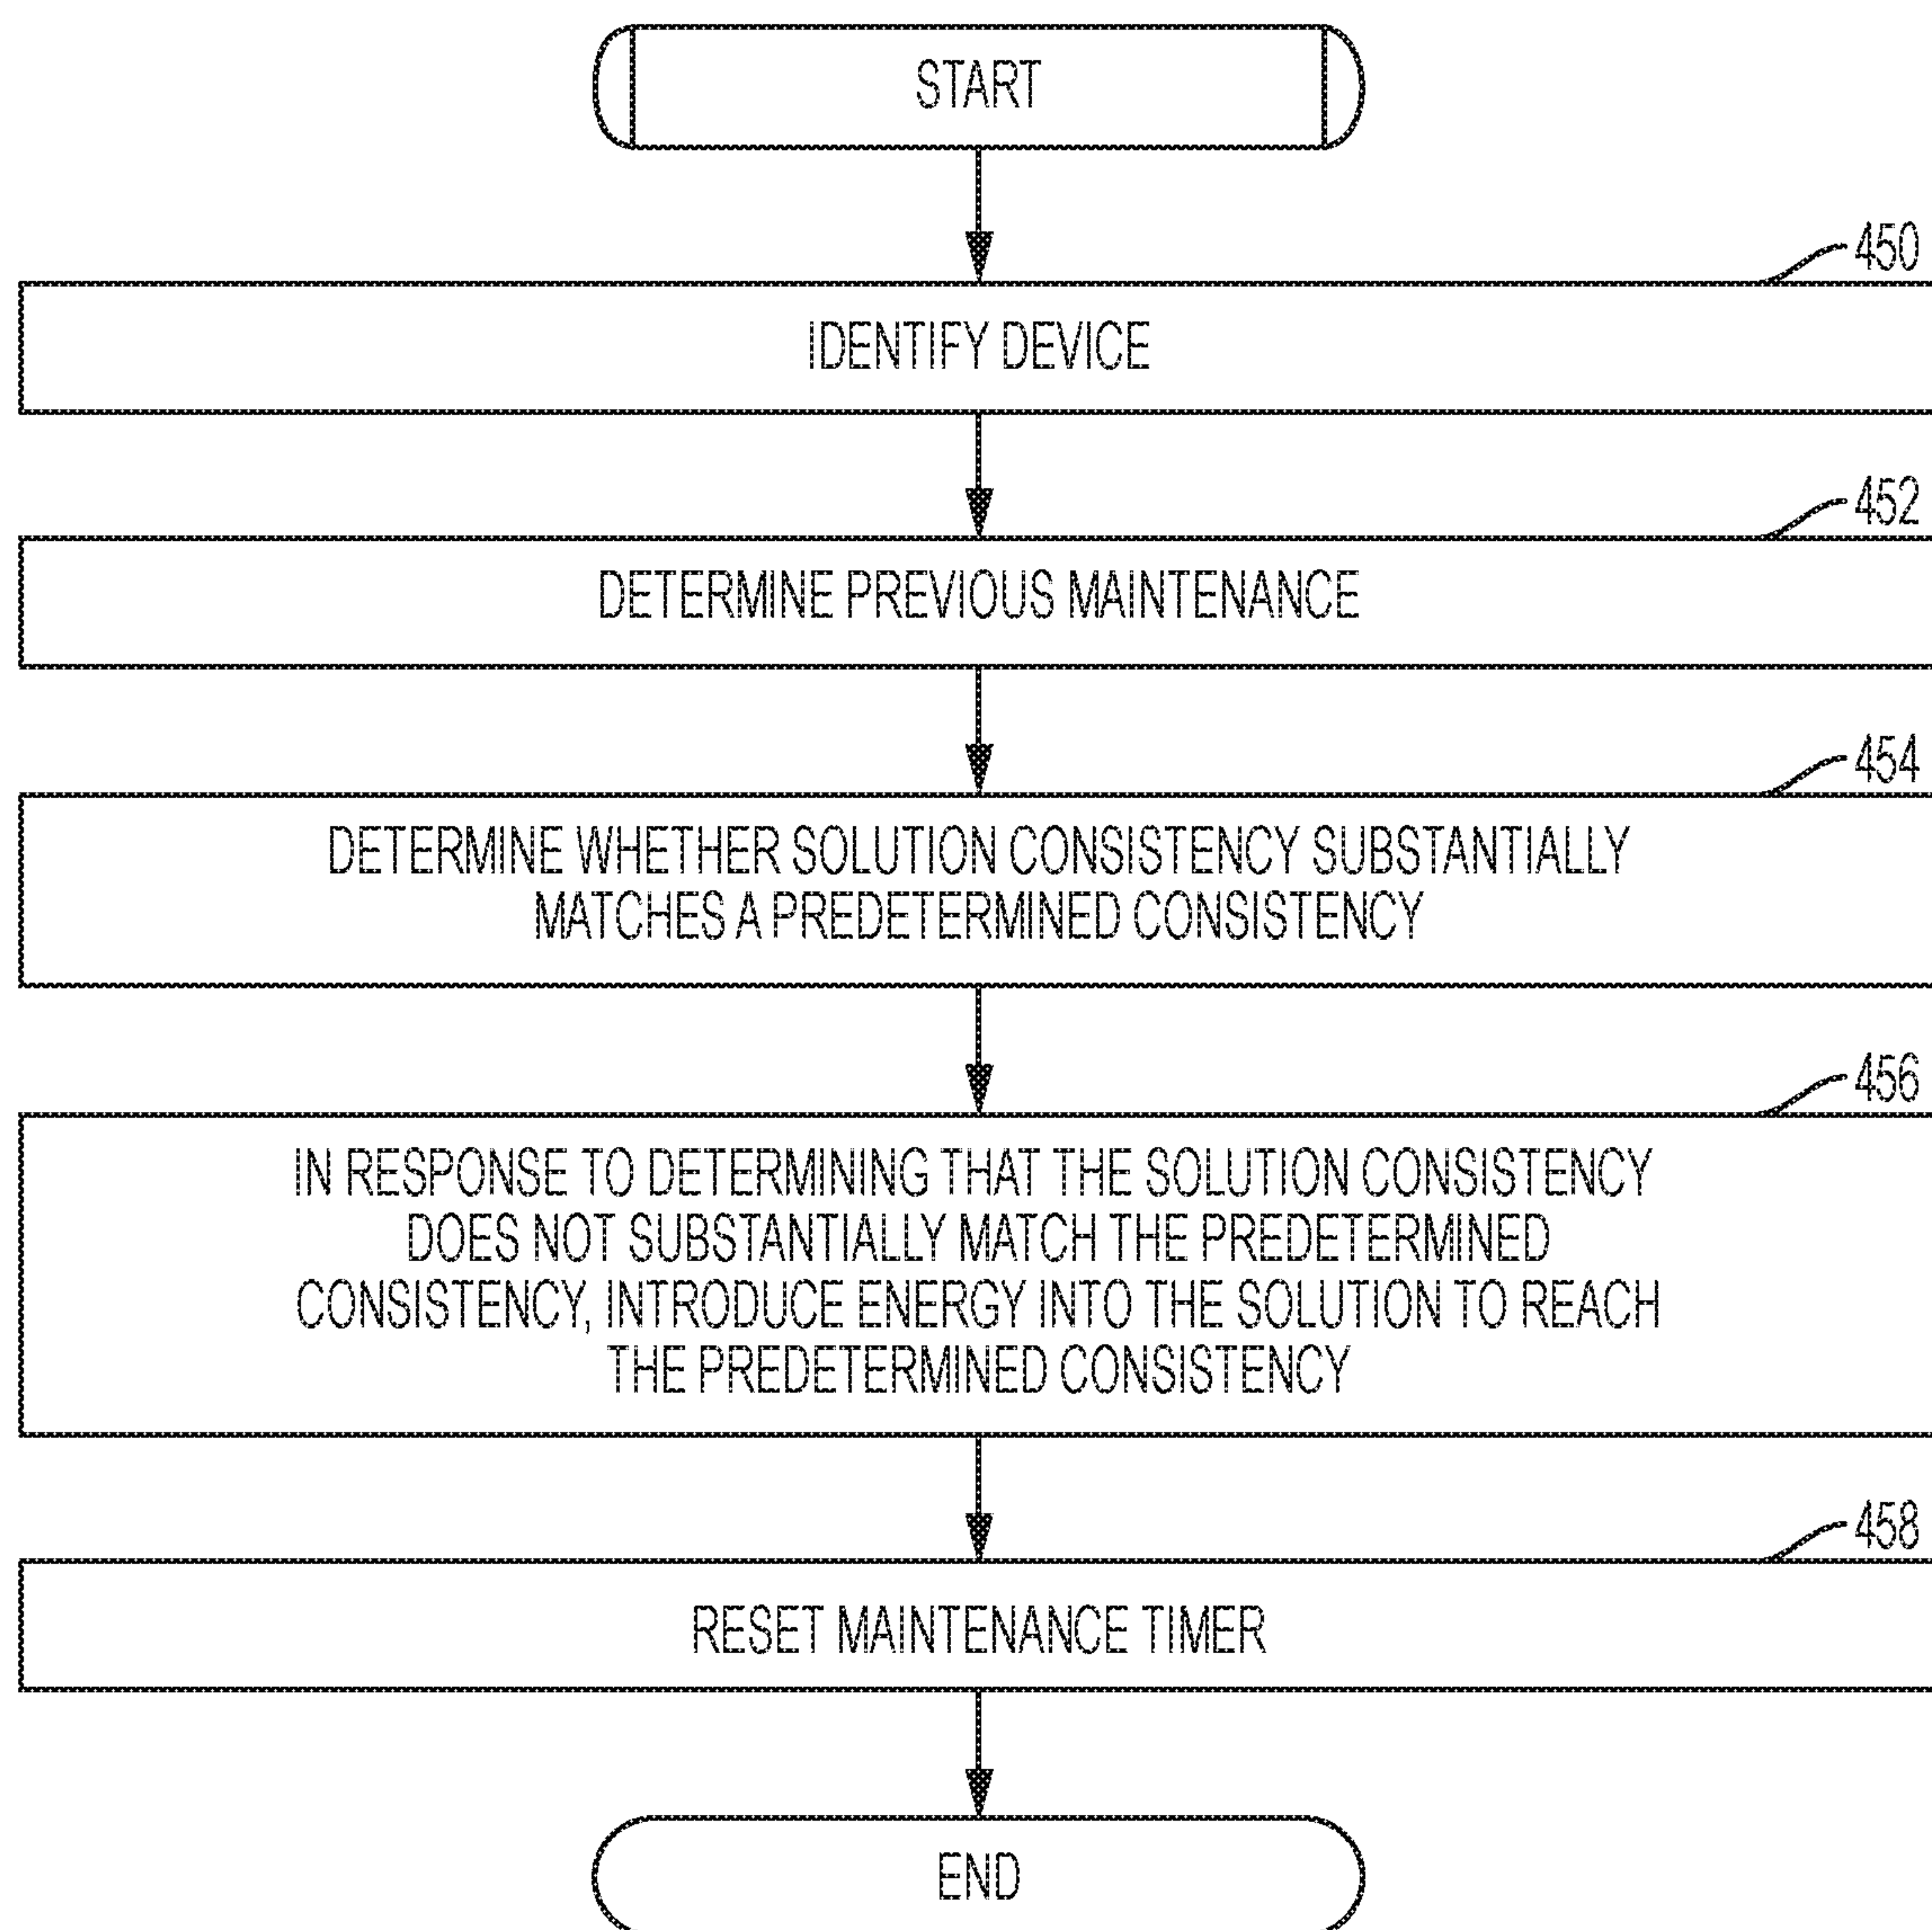 START
450
IDENTIFY DEVICE
452
DETERMINE PREVIOUS MAINTENANCE
454
DETERMINE WHETHER SOLUTION CONSISTENCY SUBSTANTIALLY
MATCHES A PREDETERMINED CONSISTENCY
456
IN RESPONSE TO DETERMINING THAT THE SOLUTION CONSISTENCY
DOES NOT SUBSTANTIALLY MATCH THE PREDETERMINED
CONSISTENCY, INTRODUCE ENERGY INTO THE SOLUTION TO REACH
THE PREDETERMINED CONSISTENCY
458
RESET MAINTENANCE TIMER
END